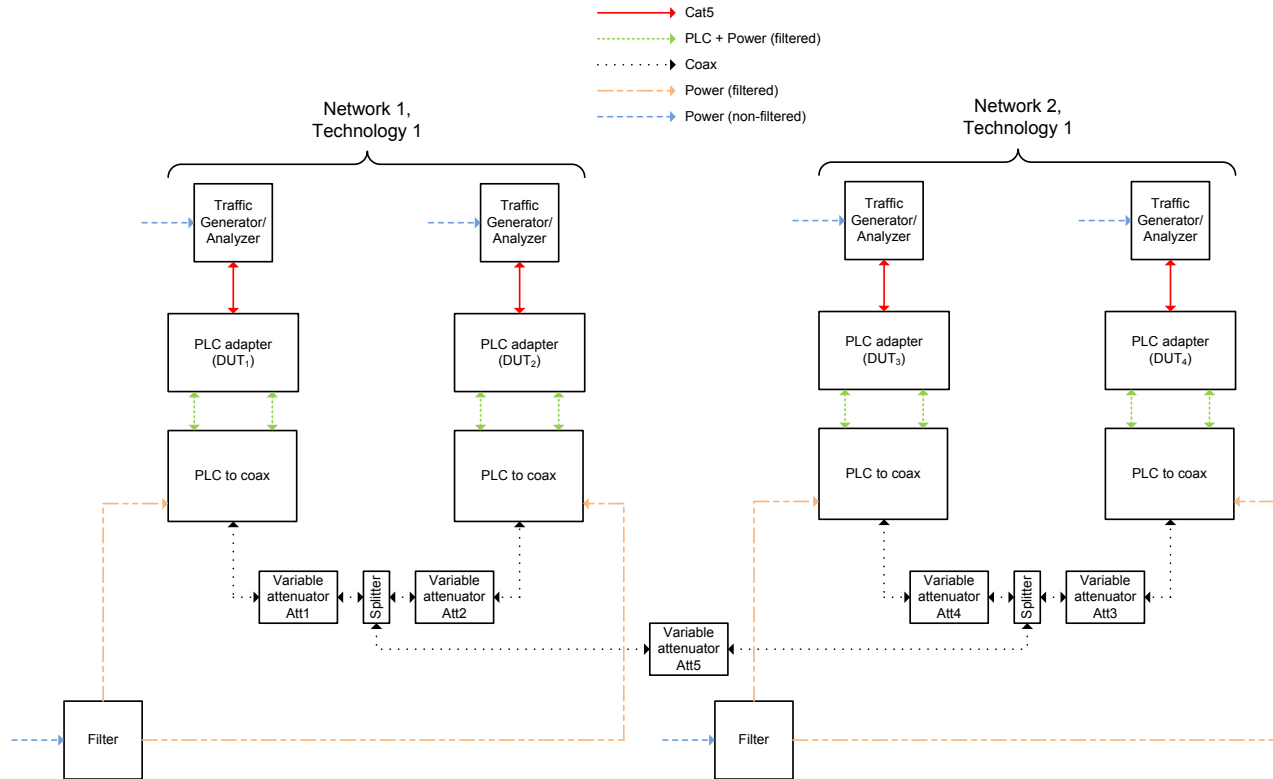 Cat5
PLC + Power (filtered)
Coax
Power (filtered)
Power (non-filtered)
Network 1,
Technology 1
Network 2,
Technology 1
Traffic
Generator/
Analyzer
Traffic
Generator/
Analyzer
Traffic
Generator/
Analyzer
Traffic
Generator/
Analyzer
PLC adapter
(DUT₁)
PLC adapter
(DUT₂)
PLC adapter
(DUT₃)
PLC adapter
(DUT₄)
PLC to coax
PLC to coax
PLC to coax
PLC to coax
Variable
attenuator
Att1
Splitter
Variable
attenuator
Att2
Variable
attenuator
Att4
Splitter
Variable
attenuator
Att3
Variable
attenuator
Att5
Filter
Filter